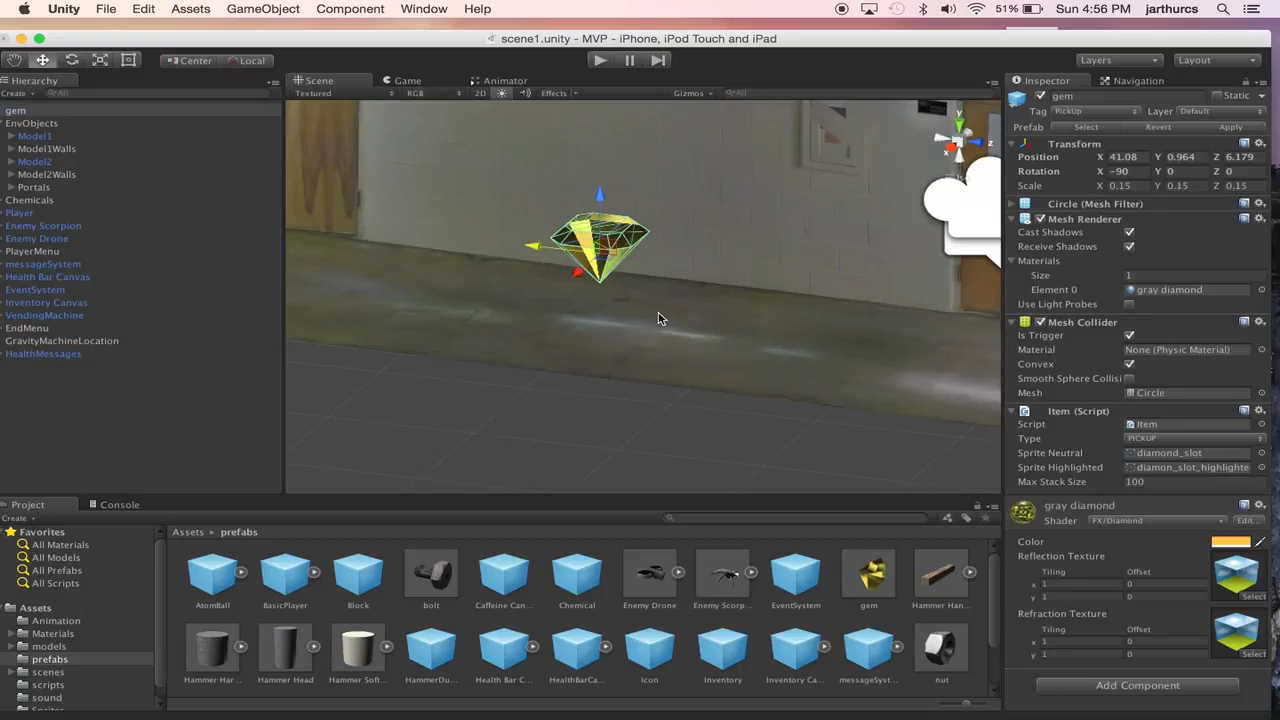 Unity File Edit Assets GameObject Component Window Help 51% Sun 4:56 PM jarthurcs
scene1.unity - MVP - iPhone, iPod Touch and iPad
Center Local Layers Layout
Hierarchy Scene Game Animator Inspector Navigation
Create All Textured RGB 2D Effects Gizmos All
gem
EnvObjects
Model1
Model1Walls
Model2
Model2Walls
Portals
Chemicals
Player
Enemy Scorpion
Enemy Drone
PlayerMenu
messageSystem
Health Bar Canvas
EventSystem
Inventory Canvas
VendingMachine
EndMenu
GravityMachineLocation
HealthMessages
y
z
x
gem Static
Tag PickUp Layer Default
Prefab Select Revert Apply
Transform
Position X 41.08 Y 0.964 Z 6.179
Rotation X -90 Y 0 Z 0
Scale X 0.15 Y 0.15 Z 0.15
Circle (Mesh Filter)
Mesh Renderer
Cast Shadows
Receive Shadows
Materials
Size 1
Element 0 gray diamond
Use Light Probes
Mesh Collider
Is Trigger
Material None (Physic Material)
Convex
Smooth Sphere Collisi
Mesh Circle
Item (Script)
Script Item
Type PICKUP
Sprite Neutral diamond_slot
Sprite Highlighted diamon_slot_highlighte
Max Stack Size 100
gray diamond
Shader FX/Diamond Edit...
Color
Reflection Texture
Tiling Offset
x 1 0
y 1 0
Select
Refraction Texture
Tiling Offset
x 1 0
y 1 0
Select
Add Component
Project Console
Create
Favorites
All Materials
All Models
All Prefabs
All Scripts
Assets
Animation
Materials
models
prefabs
scenes
scripts
sound
Sprites
Assets prefabs
AtomBall BasicPlayer Block bolt Caffeine Can... Chemical Enemy Drone Enemy Scorp... EventSystem gem Hammer Han...
Hammer Har... Hammer Head Hammer Soft... HammerDu... Health Bar C... HealthBarCa... Icon Inventory Inventory Ca... messageSyst... nut